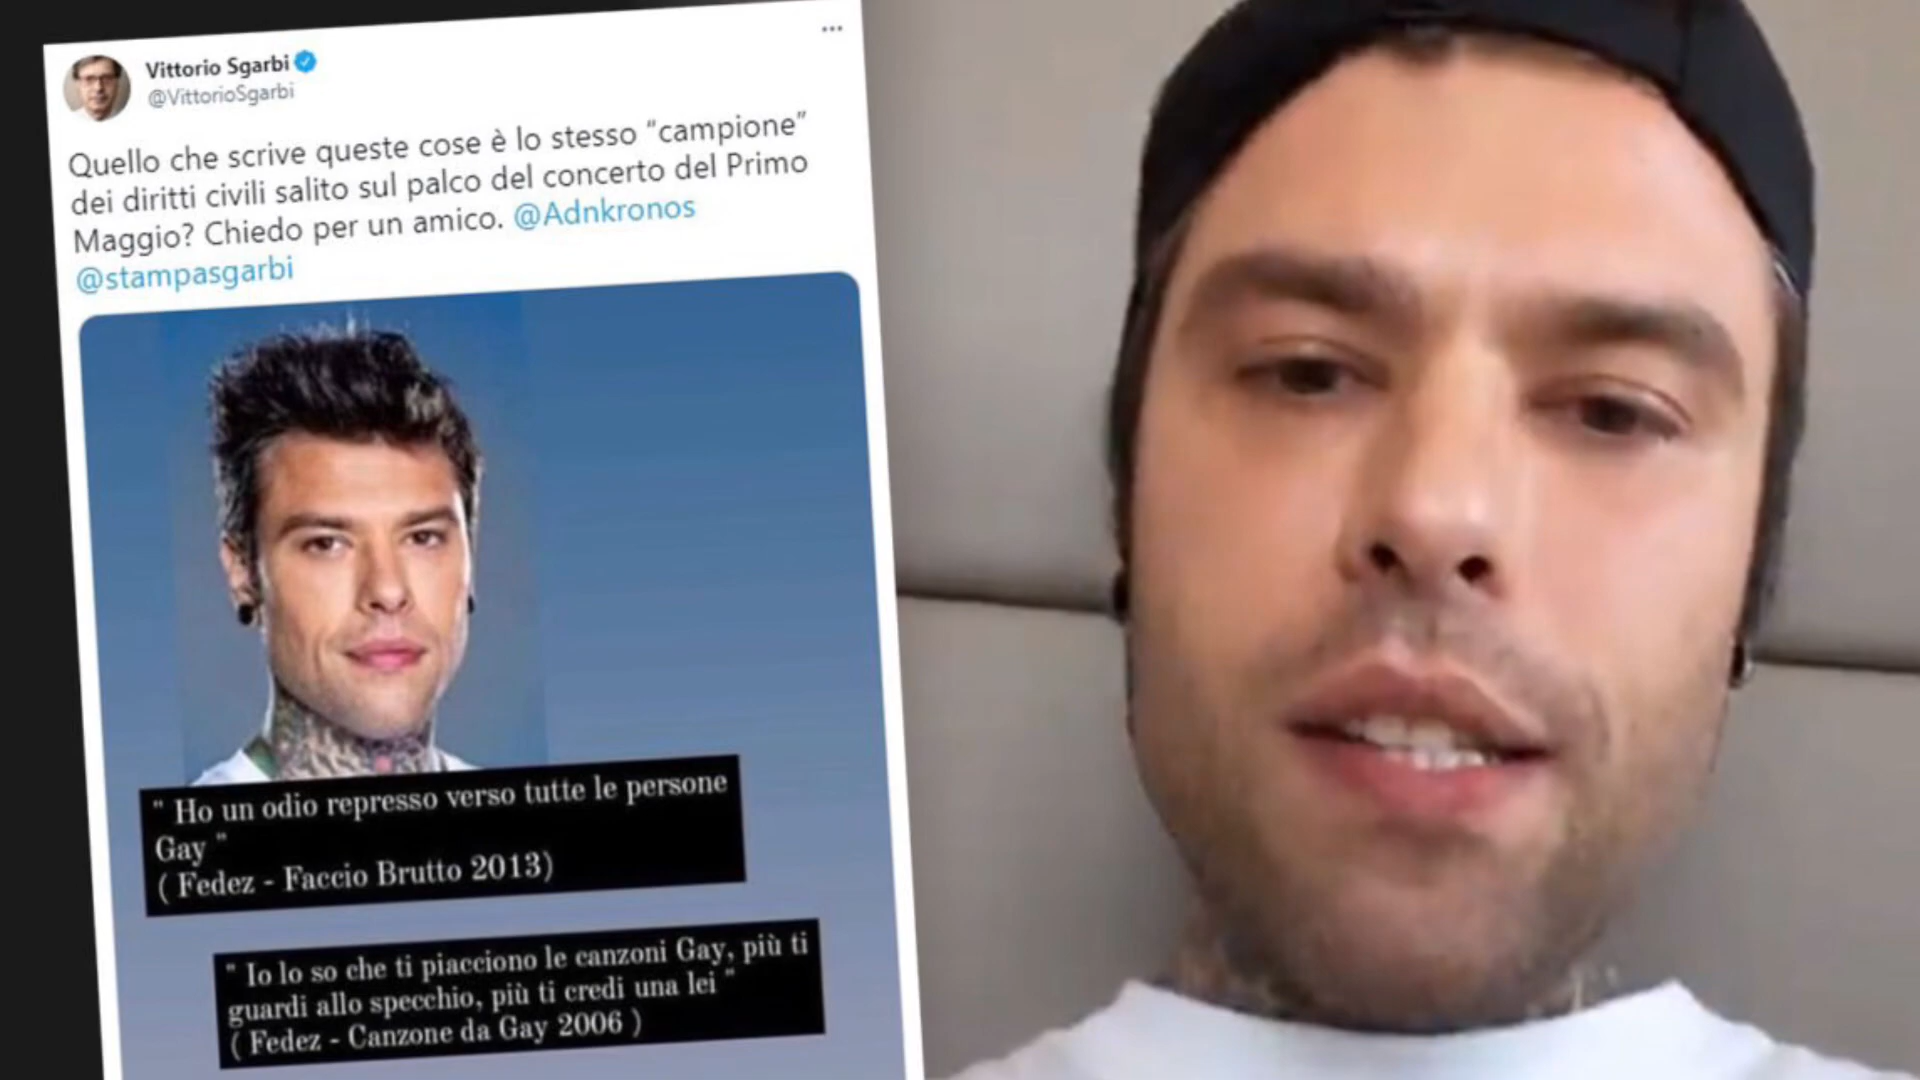 Vittorio Sgarbi
@VittorioSgarbi
Quello che scrive queste cose è lo stesso “campione”
dei diritti civili salito sul palco del concerto del Primo
Maggio? Chiedo per un amico. @Adnkronos
@stampasgarbi
" Ho un odio represso verso tutte le persone
Gay "
( Fedez - Faccio Brutto 2013)
" Io lo so che ti piacciono le canzoni Gay, più ti
guardi allo specchio, più ti credi una lei "
( Fedez - Canzone da Gay 2006 )